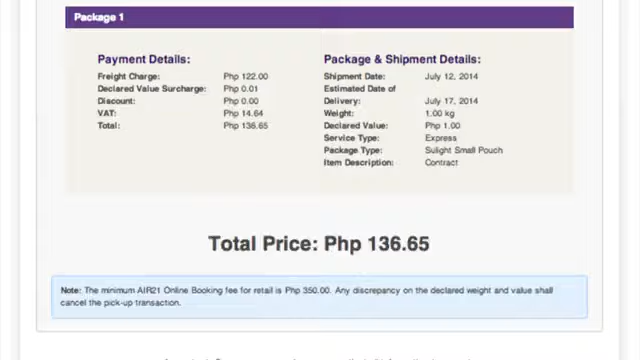 Package 1
Payment Details:
Freight Charge: Php 122.00
Declared Value Surcharge: Php 0.01
Discount: Php 0.00
VAT: Php 14.64
Total: Php 136.65
Package & Shipment Details:
Shipment Date: July 12, 2014
Estimated Date of
Delivery: July 17, 2014
Weight: 1.00 kg
Declared Value: Php 1.00
Service Type: Express
Package Type: Sulight Small Pouch
Item Description: Contract
Total Price: Php 136.65
Note: The minimum AIR21 Online Booking fee for retail is Php 350.00. Any discrepancy on the declared weight and value shall
cancel the pick-up transaction.